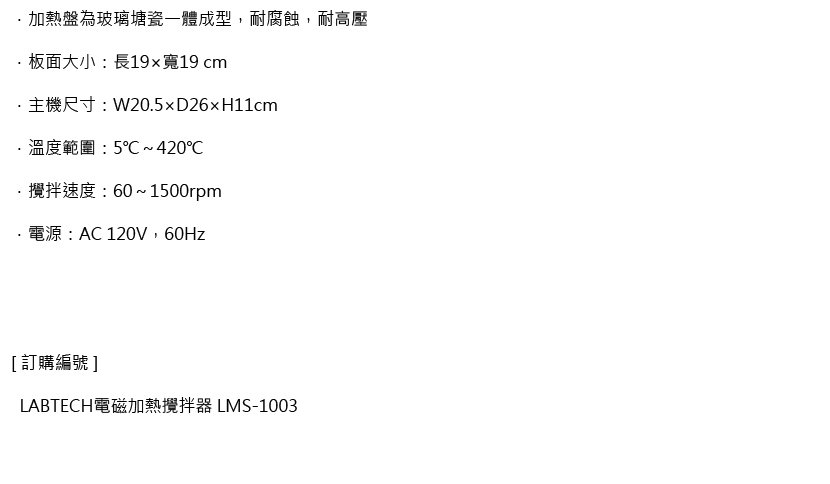 ．加熱盤為玻璃塘瓷一體成型，耐腐蝕，耐高壓
．板面大小：長19×寬19 cm
．主機尺寸：W20.5×D26×H11cm
．溫度範圍：5℃～420℃
．攪拌速度：60～1500rpm
．電源：AC 120V，60Hz
[ 訂購編號 ]
LABTECH電磁加熱攪拌器 LMS-1003